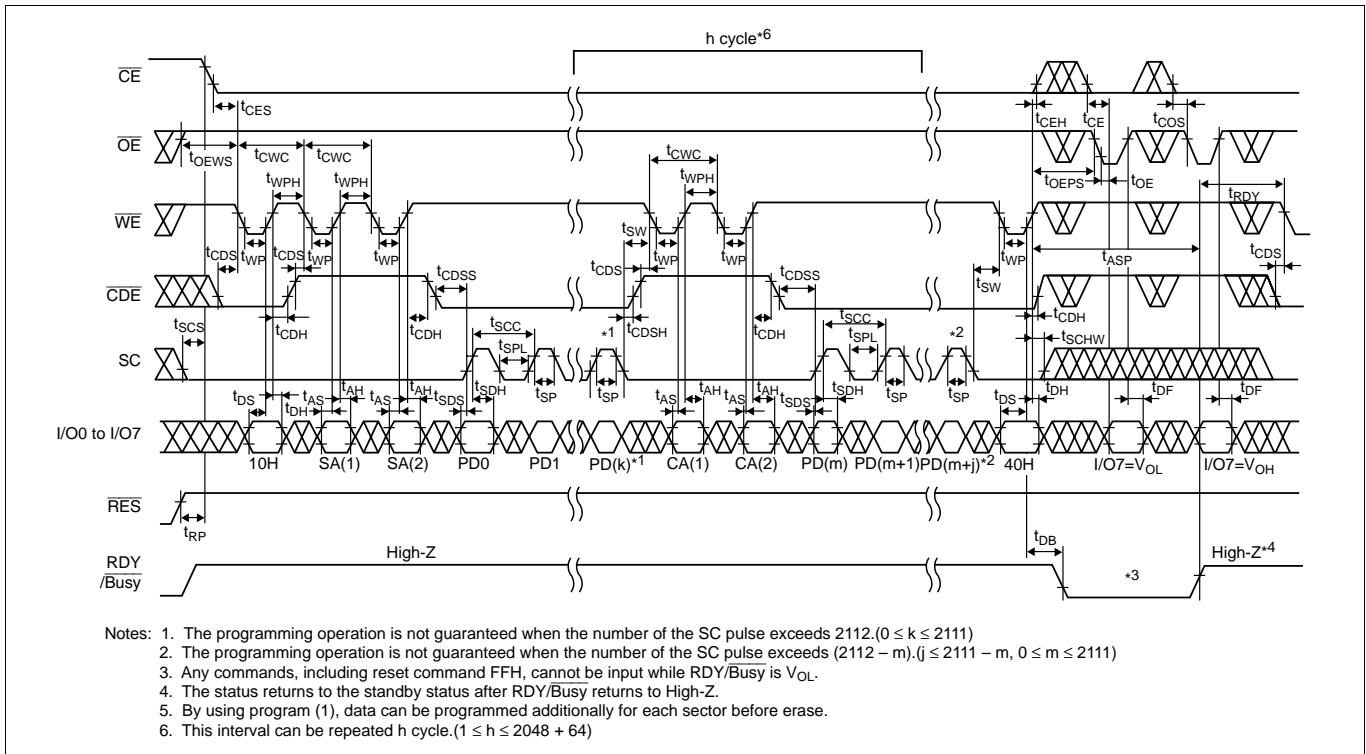 h cycle*6
CE
tCES
tCEH
tCE
tCOS
OE
tOEWS
tCWC
tCWC
tCWC
tOEPS
tOE
tWPH
tWPH
tWPH
tRDY
WE
tCDS
tWP
tCDS
tWP
tWP
tSW
tWP
tWP
tWP
tASP
tCDS
tCDSS
tCDS
tCDSS
tSW
CDE
tSCS
tCDH
tCDH
tSCC
tCDSH
tCDH
tSCC
tCDH
tSPL
*1
tSPL
*2
tSCHW
SC
tDS
tDH
tAS
tAH
tAS
tAH
tSDS
tSDH
tSP
tSP
tAS
tAH
tAS
tAH
tSDS
tSDH
tSP
tSP
tDS
tDH
tDF
tDF
I/O0 to I/O7
10H
SA(1)
SA(2)
PD0
PD1
PD(k)*1
CA(1)
CA(2)
PD(m)
PD(m+1)
PD(m+j)*2
40H
I/O7=VOL
I/O7=VOH
RES
tRP
tDB
RDY
/Busy
High-Z
*3
High-Z*4
Notes: 1. The programming operation is not guaranteed when the number of the SC pulse exceeds 2112.(0 ≤ k ≤ 2111)
2. The programming operation is not guaranteed when the number of the SC pulse exceeds (2112 – m).(j ≤ 2111 – m, 0 ≤ m ≤ 2111)
3. Any commands, including reset command FFH, cannot be input while RDY/Busy is VOL.
4. The status returns to the standby status after RDY/Busy returns to High-Z.
5. By using program (1), data can be programmed additionally for each sector before erase.
6. This interval can be repeated h cycle.(1 ≤ h ≤ 2048 + 64)